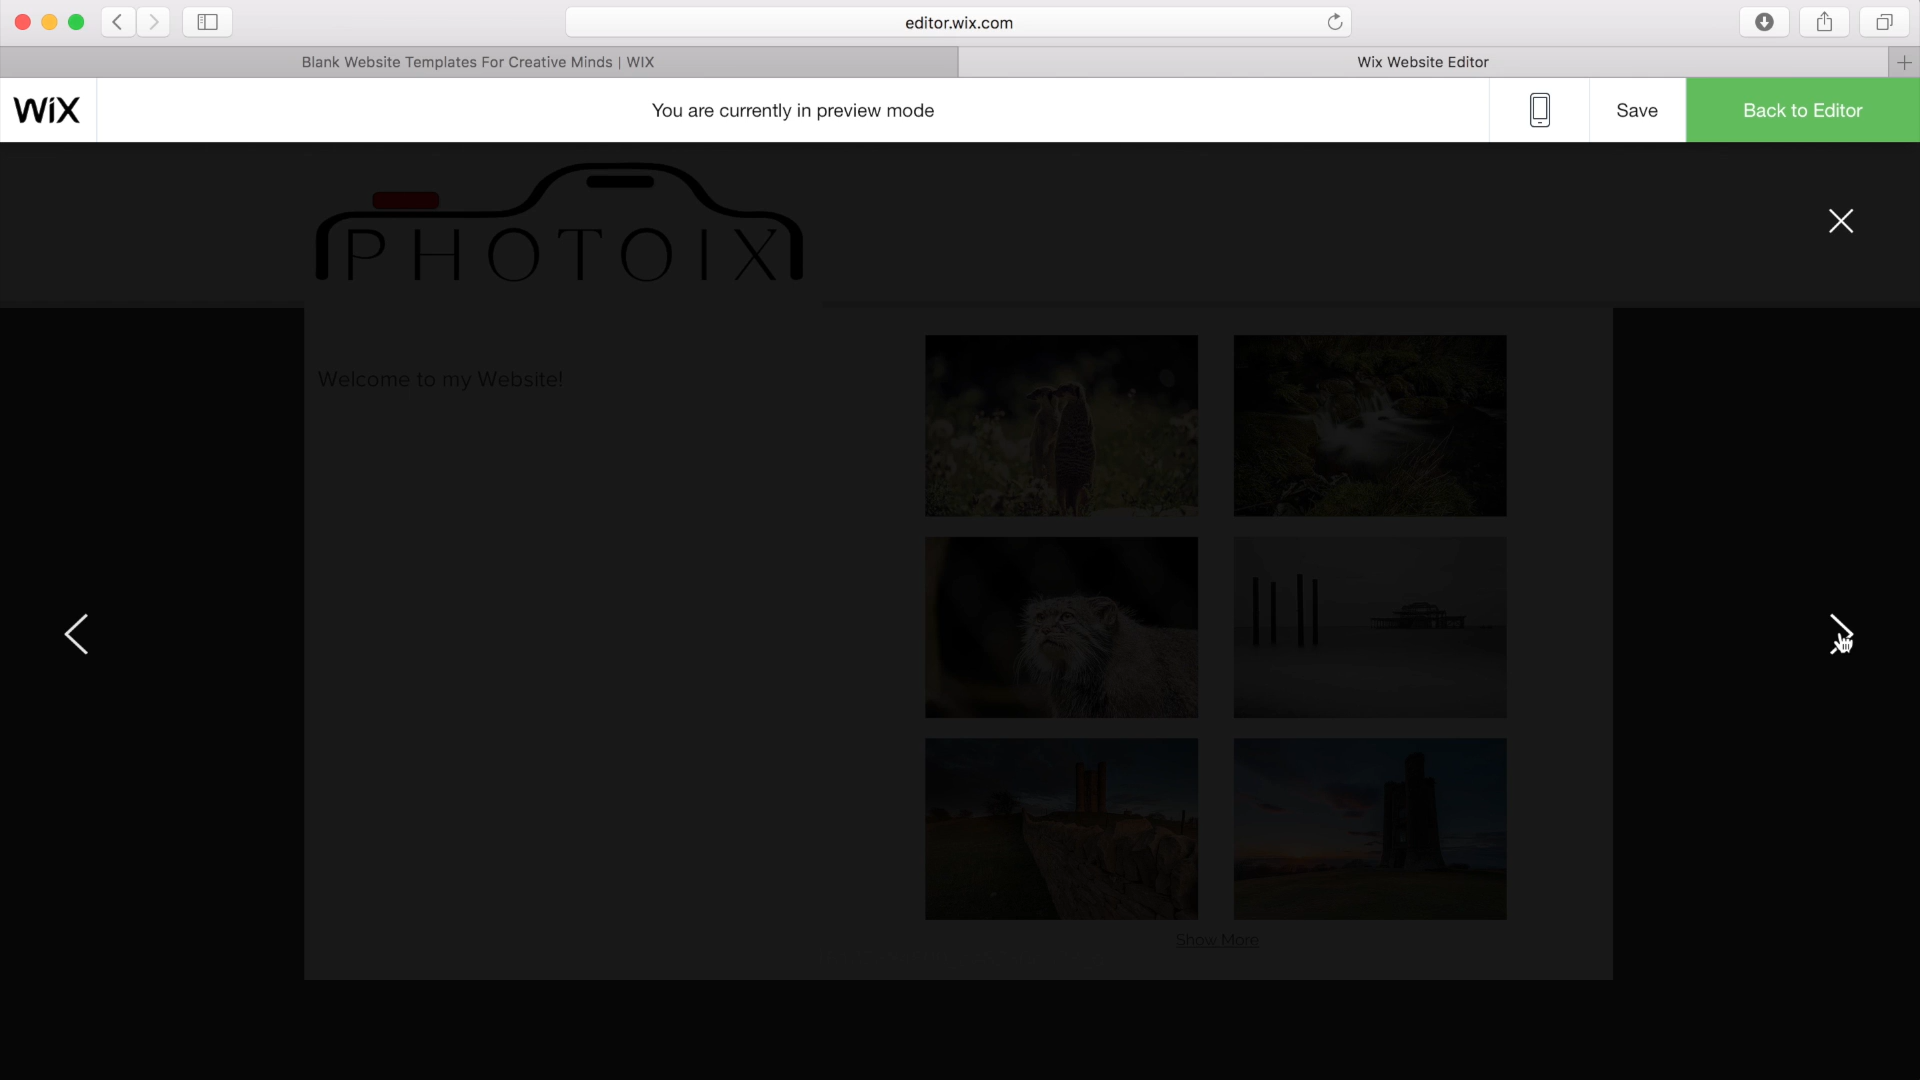 editor.wix.com
Blank Website Templates For Creative Minds | WIX
Wix Website Editor
WiX
You are currently in preview mode
Save
Back to Editor
PHOTOIX
Welcome to my Website!
Show More